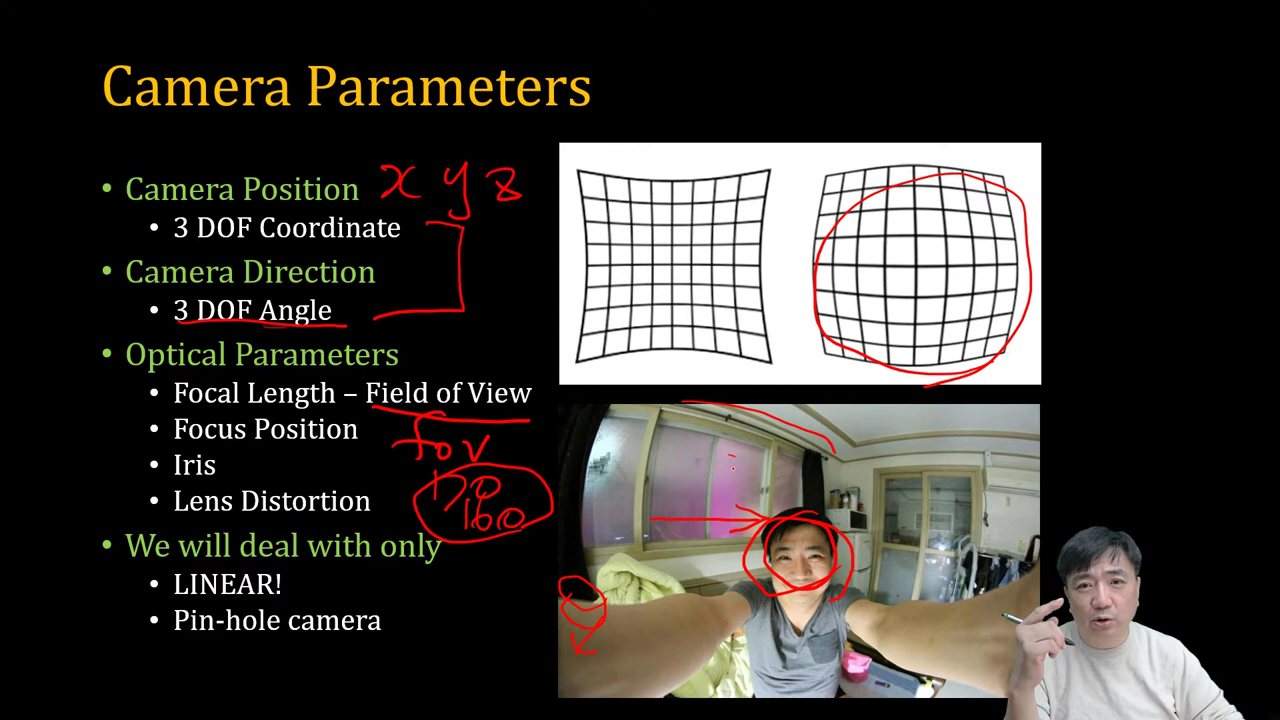 Camera Parameters
• Camera Position x y z
• 3 DOF Coordinate
• Camera Direction
• 3 DOF Angle
• Optical Parameters
• Focal Length – Field of View
• Focus Position fov
• Iris
• Lens Distortion 160
• We will deal with only
• LINEAR!
• Pin-hole camera